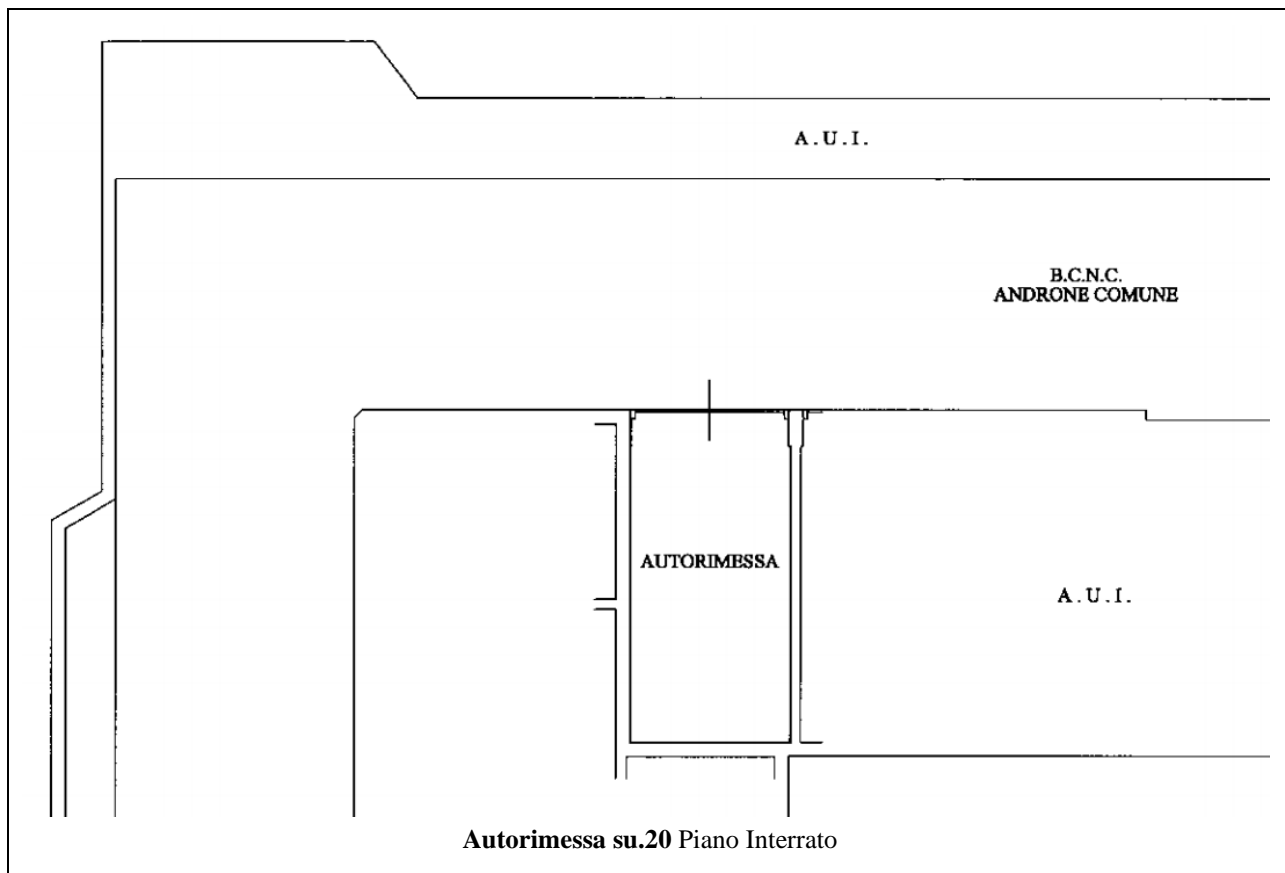 A.U.I.
B.C.N.C.
ANDRONE COMUNE
AUTORIMESSA
A.U.I.
Autorimessa su.20 Piano Interrato